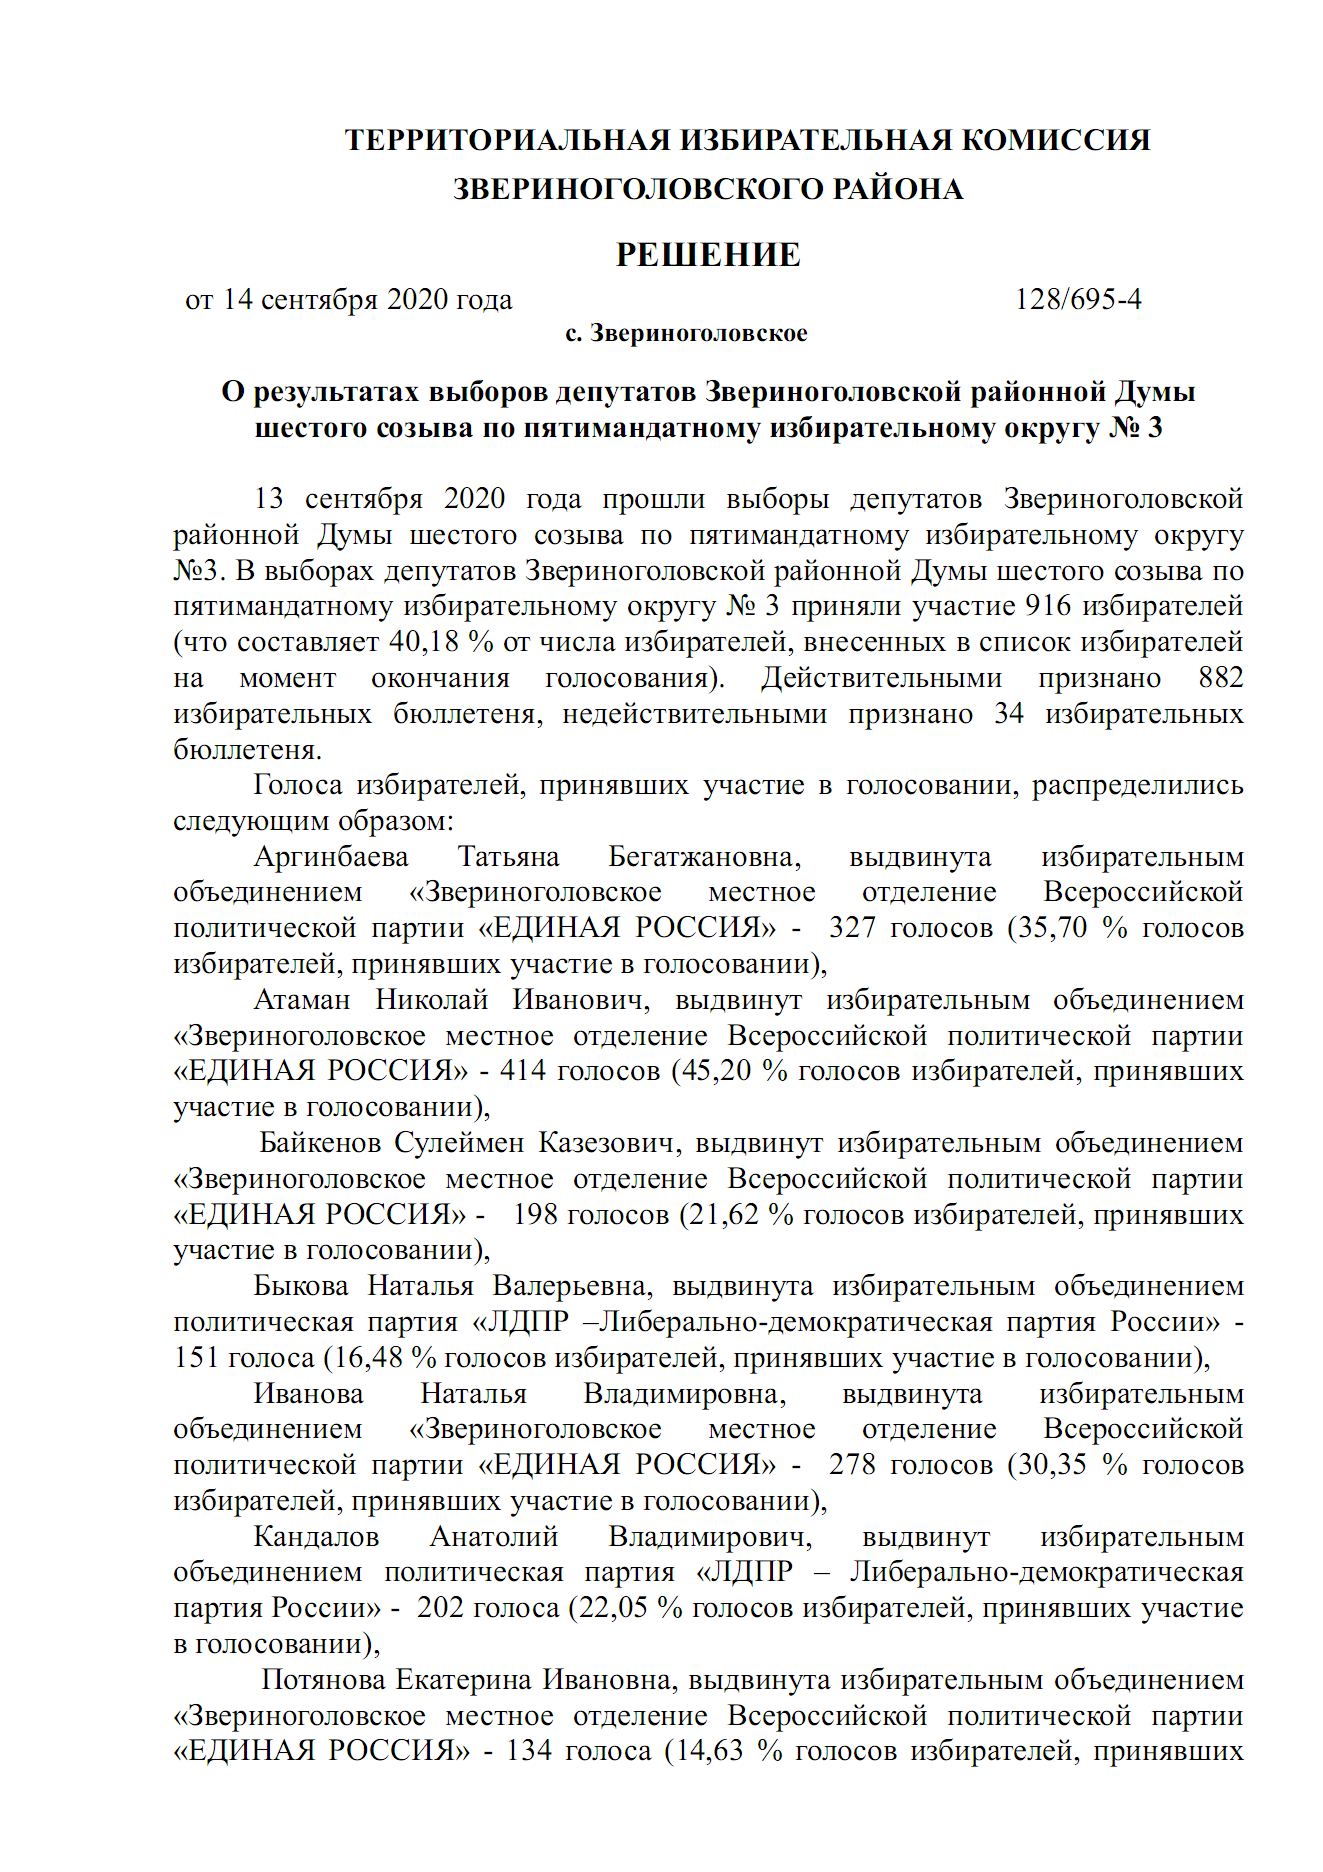 ТЕРРИТОРИАЛЬНАЯ ИЗБИРАТЕЛЬНАЯ КОМИССИЯ
ЗВЕРИНОГОЛОВСКОГО РАЙОНА
РЕШЕНИЕ
от 14 сентября 2020 года 128/695-4
с. Звериноголовское
О результатах выборов депутатов Звериноголовской районной Думы
шестого созыва по пятимандатному избирательному округу № 3
13 сентября 2020 года прошли выборы депутатов Звериноголовской
районной Думы шестого созыва по пятимандатному избирательному округу
№3. В выборах депутатов Звериноголовской районной Думы шестого созыва по
пятимандатному избирательному округу № 3 приняли участие 916 избирателей
(что составляет 40,18 % от числа избирателей, внесенных в список избирателей
на момент окончания голосования). Действительными признано 882
избирательных бюллетеня, недействительными признано 34 избирательных
бюллетеня.
Голоса избирателей, принявших участие в голосовании, распределились
следующим образом:
Аргинбаева Татьяна Бегатжановна, выдвинута избирательным
объединением «Звериноголовское местное отделение Всероссийской
политической партии «ЕДИНАЯ РОССИЯ» - 327 голосов (35,70 % голосов
избирателей, принявших участие в голосовании),
Атаман Николай Иванович, выдвинут избирательным объединением
«Звериноголовское местное отделение Всероссийской политической партии
«ЕДИНАЯ РОССИЯ» - 414 голосов (45,20 % голосов избирателей, принявших
участие в голосовании),
Байкенов Сулеймен Казезович, выдвинут избирательным объединением
«Звериноголовское местное отделение Всероссийской политической партии
«ЕДИНАЯ РОССИЯ» - 198 голосов (21,62 % голосов избирателей, принявших
участие в голосовании),
Быкова Наталья Валерьевна, выдвинута избирательным объединением
политическая партия «ЛДПР –Либерально-демократическая партия России» -
151 голоса (16,48 % голосов избирателей, принявших участие в голосовании),
Иванова Наталья Владимировна, выдвинута избирательным
объединением «Звериноголовское местное отделение Всероссийской
политической партии «ЕДИНАЯ РОССИЯ» - 278 голосов (30,35 % голосов
избирателей, принявших участие в голосовании),
Кандалов Анатолий Владимирович, выдвинут избирательным
объединением политическая партия «ЛДПР – Либерально-демократическая
партия России» - 202 голоса (22,05 % голосов избирателей, принявших участие
в голосовании),
Потянова Екатерина Ивановна, выдвинута избирательным объединением
«Звериноголовское местное отделение Всероссийской политической партии
«ЕДИНАЯ РОССИЯ» - 134 голоса (14,63 % голосов избирателей, принявших